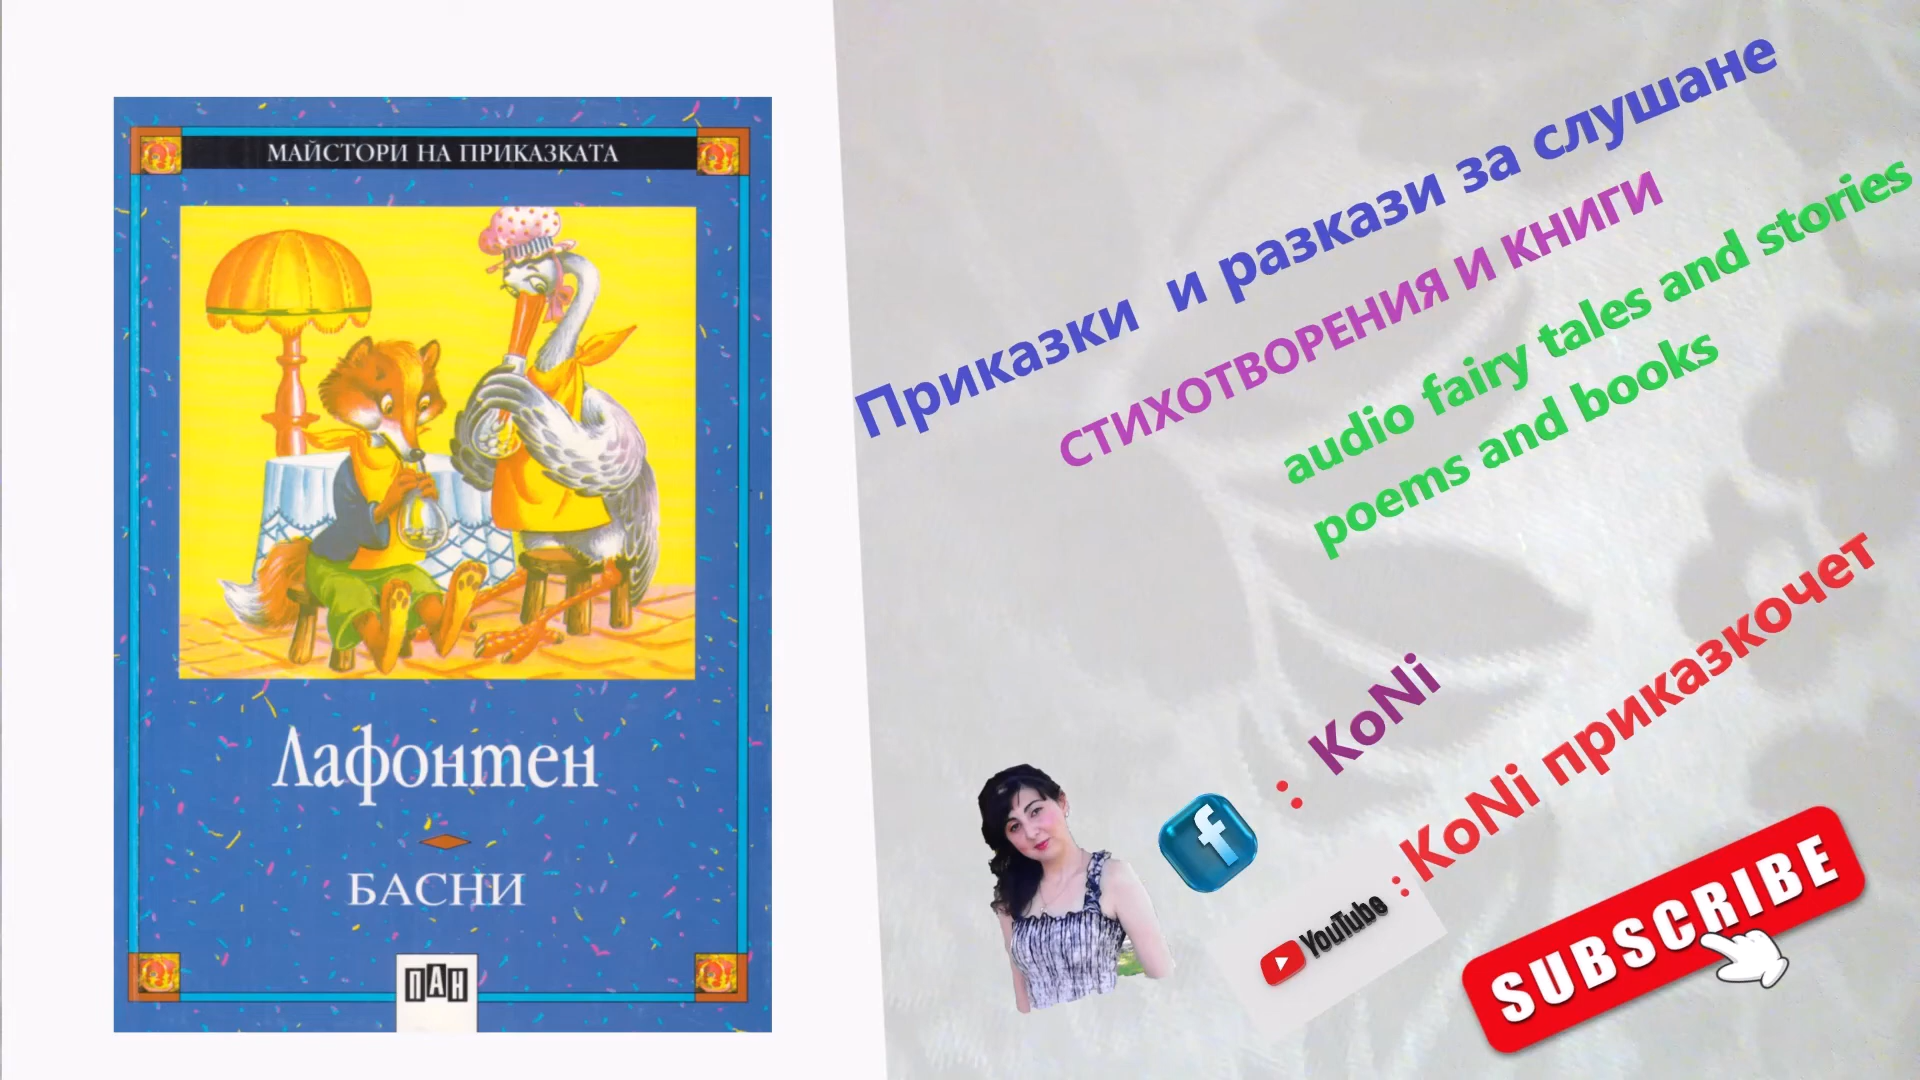 МАЙСТОРИ НА ПРИКАЗКАТА
Лафонтен
БАСНИ
ПАН
Приказки и разкази за слушане
СТИХОТВОРЕНИЯ И КНИГИ
audio fairy tales and stories
poems and books
f : KoNi
YouTube : KoNi приказкочет
SUBSCRIBE